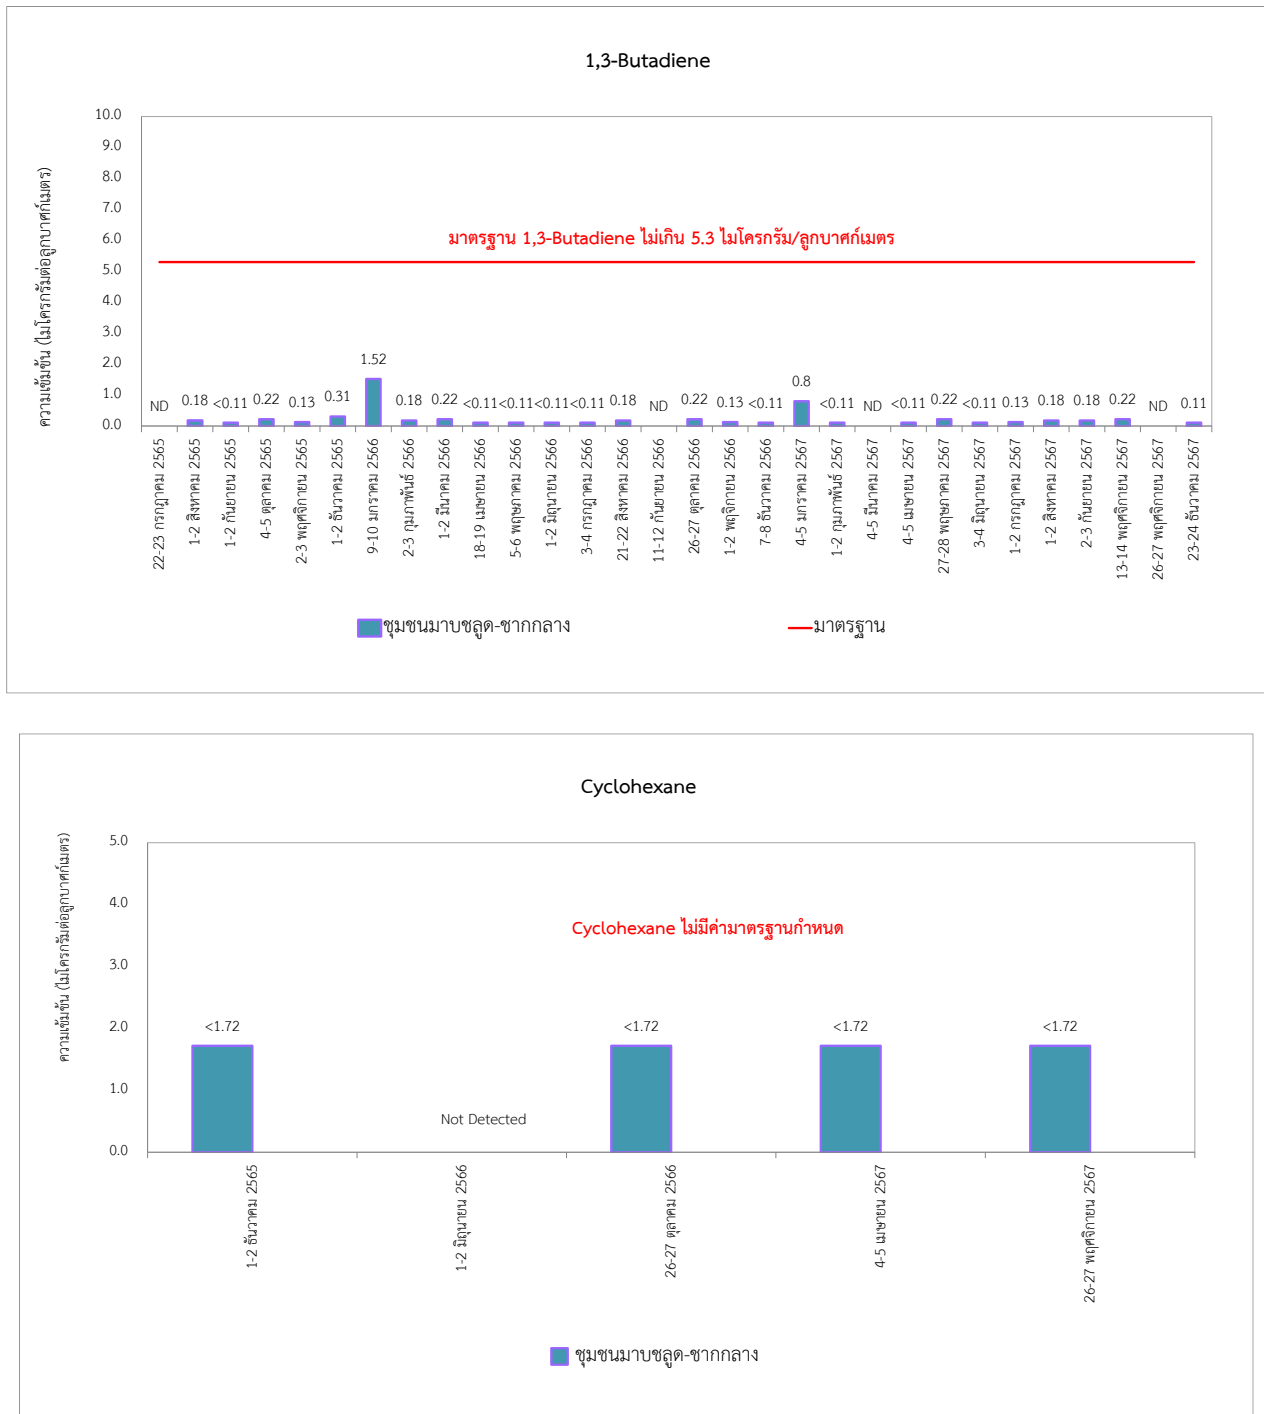 1,3-Butadiene
ความเข้มข้น (ไมโครกรัมต่อลูกบาศก์เมตร)
10.0
9.0
8.0
7.0
6.0
5.0
4.0
3.0
2.0
1.0
0.0
มาตรฐาน 1,3-Butadiene ไม่เกิน 5.3 ไมโครกรัม/ลูกบาศก์เมตร
ND
0.18
<0.11
0.22
0.13
0.31
1.52
0.18
0.22
<0.11
<0.11
<0.11
<0.11
0.18
ND
0.22
0.13
<0.11
0.8
<0.11
ND
<0.11
0.22
<0.11
0.13
0.18
0.18
0.22
ND
0.11
22-23 กรกฎาคม 2565
1-2 สิงหาคม 2565
1-2 กันยายน 2565
4-5 ตุลาคม 2565
2-3 พฤศจิกายน 2565
1-2 ธันวาคม 2565
9-10 มกราคม 2566
2-3 กุมภาพันธ์ 2566
1-2 มีนาคม 2566
18-19 เมษายน 2566
5-6 พฤษภาคม 2566
1-2 มิถุนายน 2566
3-4 กรกฎาคม 2566
21-22 สิงหาคม 2566
11-12 กันยายน 2566
26-27 ตุลาคม 2566
1-2 พฤจิกายน 2566
7-8 ธันวาคม 2566
4-5 มกราคม 2567
1-2 กุมภาพันธ์ 2567
4-5 มีนาคม 2567
4-5 เมษายน 2567
27-28 พฤษภาคม 2567
3-4 มิถุนายน 2567
1-2 กรกฎาคม 2567
1-2 สิงหาคม 2567
2-3 กันยายน 2567
13-14 พฤศจิกายน 2567
26-27 พฤศจิกายน 2567
23-24 ธันวาคม 2567
ชุมชนมาบชลูด-ชากกลาง
มาตรฐาน
Cyclohexane
ความเข้มข้น (ไมโครกรัมต่อลูกบาศก์เมตร)
5.0
4.0
3.0
2.0
1.0
0.0
Cyclohexane ไม่มีค่ามาตรฐานกำหนด
<1.72
Not Detected
<1.72
<1.72
<1.72
1-2 ธันวาคม 2565
1-2 มิถุนายน 2566
26-27 ตุลาคม 2566
4-5 เมษายน 2567
26-27 พฤศจิกายน 2567
ชุมชนมาบชลูด-ชากกลาง